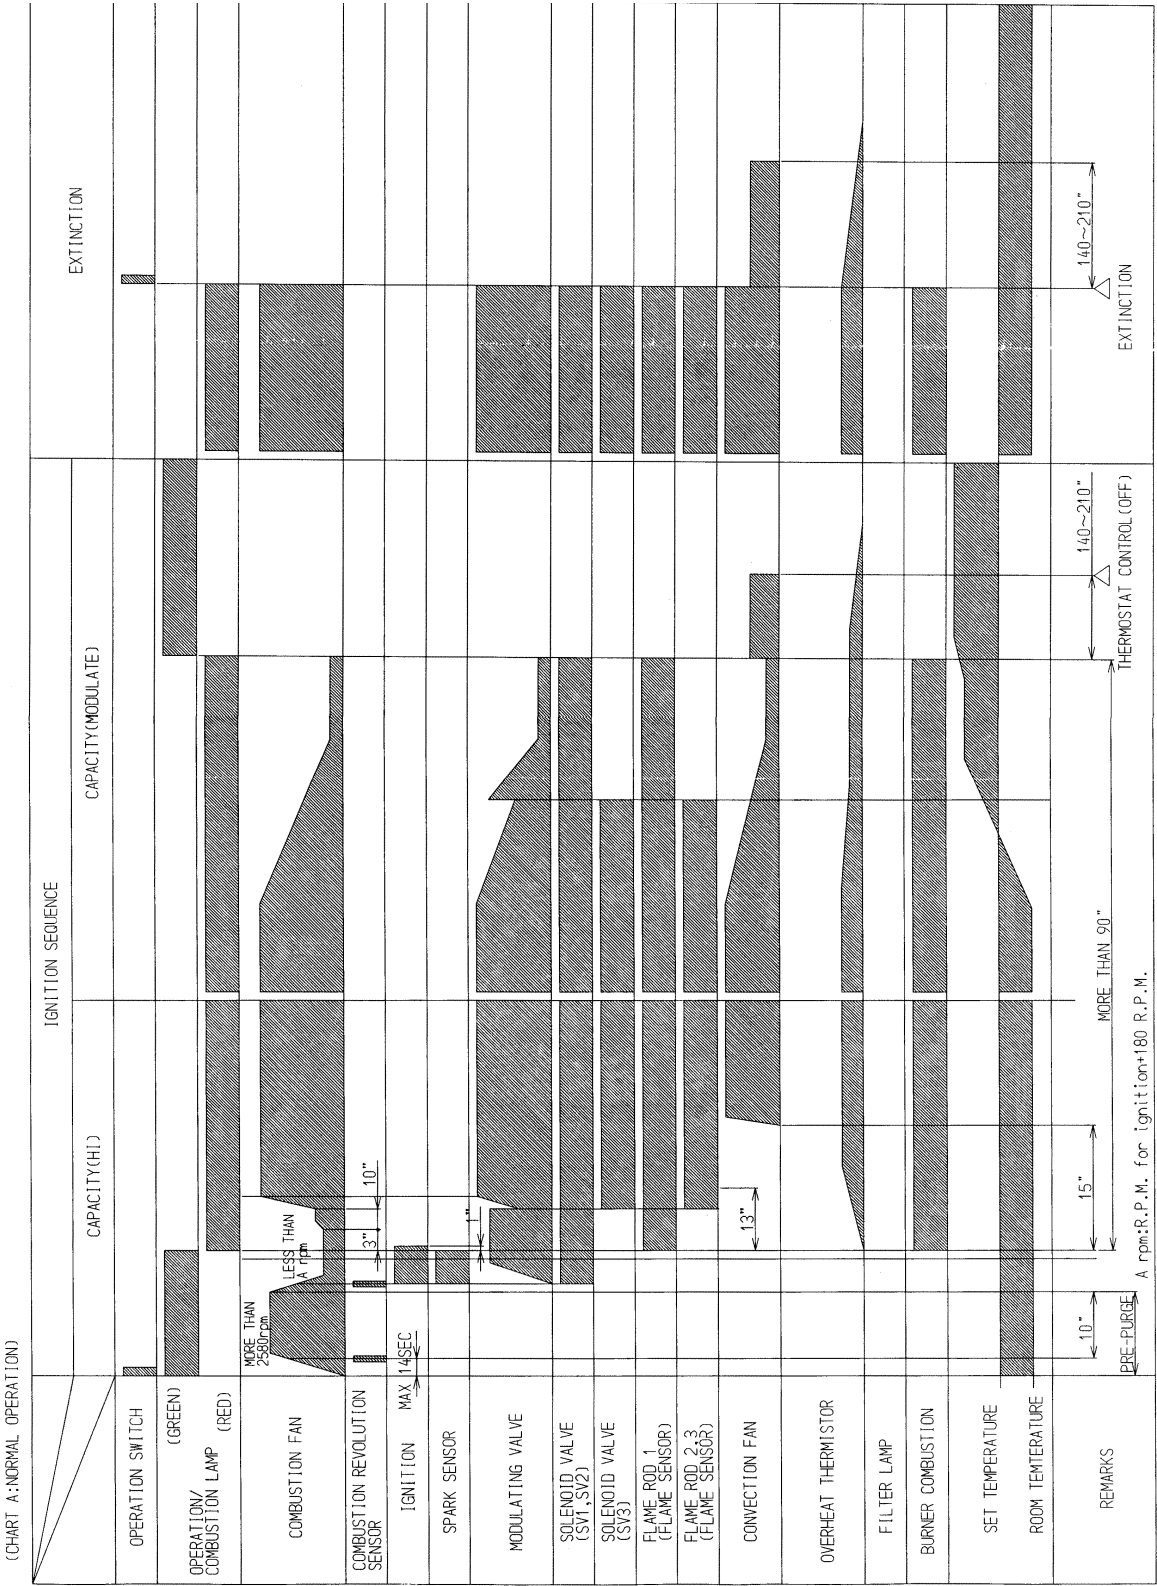 (CHART A:NORMAL OPERATION)
IGNITION SEQUENCE
EXTINCTION
CAPACITY(HI)
CAPACITY(MODULATE)
OPERATION SWITCH
OPERATION/
COMBUSTION LAMP
(GREEN)
(RED)
COMBUSTION FAN
MORE THAN
2580rpm
LESS THAN
A rpm
3"
10"
COMBUSTION REVOLUTION
SENSOR
IGNITION
MAX 14SEC
SPARK SENSOR
1"
MODULATING VALVE
SOLENOID VALVE
(SV1,SV2)
SOLENOID VALVE
(SV3)
FLAME ROD 1
(FLAME SENSOR)
FLAME ROD 2,3
(FLAME SENSOR)
CONVECTION FAN
13"
OVERHEAT THERMISTOR
FILTER LAMP
BURNER COMBUSTION
SET TEMPERATURE
ROOM TEMTERATURE
REMARKS
10"
15"
MORE THAN 90"
140~210"
140~210"
PRE-PURGE
THERMOSTAT CONTROL(OFF)
EXTINCTION
A rpm:R.P.M. for ignition+180 R.P.M.